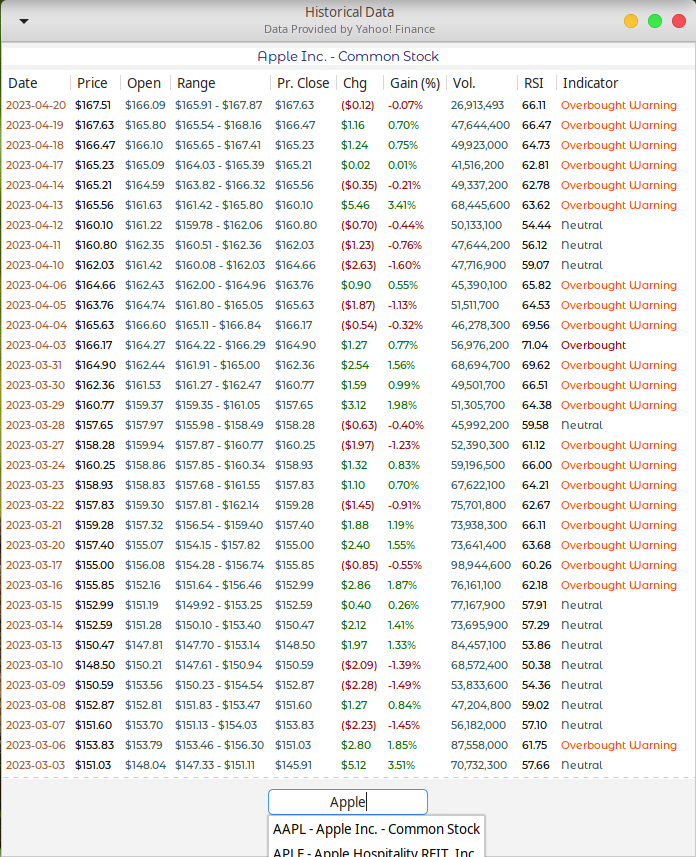 Historical Data
Data Provided by Yahoo! Finance
Apple Inc. - Common Stock
Date Price Open Range Pr. Close Chg Gain (%) Vol. RSI Indicator
2023-04-20 $167.51 $166.09 $165.91 - $167.87 $167.63 ($0.12) -0.07% 26,913,493 66.11 Overbought Warning
2023-04-19 $167.63 $165.80 $165.54 - $168.16 $166.47 $1.16 0.70% 47,644,400 66.47 Overbought Warning
2023-04-18 $166.47 $166.10 $165.65 - $167.41 $165.23 $1.24 0.75% 49,923,000 64.73 Overbought Warning
2023-04-17 $165.23 $165.09 $164.03 - $165.39 $165.21 $0.02 0.01% 41,516,200 62.81 Overbought Warning
2023-04-14 $165.21 $164.59 $163.82 - $166.32 $165.56 ($0.35) -0.21% 49,337,200 62.78 Overbought Warning
2023-04-13 $165.56 $161.63 $161.42 - $165.80 $160.10 $5.46 3.41% 68,445,600 63.62 Overbought Warning
2023-04-12 $160.10 $161.22 $159.78 - $162.06 $160.80 ($0.70) -0.44% 50,133,100 54.44 Neutral
2023-04-11 $160.80 $162.35 $160.51 - $162.36 $162.03 ($1.23) -0.76% 47,644,200 56.12 Neutral
2023-04-10 $162.03 $161.42 $160.08 - $162.03 $164.66 ($2.63) -1.60% 47,716,900 59.07 Neutral
2023-04-06 $164.66 $162.43 $162.00 - $164.96 $163.76 $0.90 0.55% 45,390,100 65.82 Overbought Warning
2023-04-05 $163.76 $164.74 $161.80 - $165.05 $165.63 ($1.87) -1.13% 51,511,700 64.53 Overbought Warning
2023-04-04 $165.63 $166.60 $165.11 - $166.84 $166.17 ($0.54) -0.32% 46,278,300 69.56 Overbought Warning
2023-04-03 $166.17 $164.27 $164.22 - $166.29 $164.90 $1.27 0.77% 56,976,200 71.04 Overbought
2023-03-31 $164.90 $162.44 $161.91 - $165.00 $162.36 $2.54 1.56% 68,694,700 69.62 Overbought Warning
2023-03-30 $162.36 $161.53 $161.27 - $162.47 $160.77 $1.59 0.99% 49,501,700 66.51 Overbought Warning
2023-03-29 $160.77 $159.37 $159.35 - $161.05 $157.65 $3.12 1.98% 51,305,700 64.38 Overbought Warning
2023-03-28 $157.65 $157.97 $155.98 - $158.49 $158.28 ($0.63) -0.40% 45,992,200 59.58 Neutral
2023-03-27 $158.28 $159.94 $157.87 - $160.77 $160.25 ($1.97) -1.23% 52,390,300 61.12 Overbought Warning
2023-03-24 $160.25 $158.86 $157.85 - $160.34 $158.93 $1.32 0.83% 59,196,500 66.00 Overbought Warning
2023-03-23 $158.93 $158.83 $157.68 - $161.55 $157.83 $1.10 0.70% 67,622,100 64.21 Overbought Warning
2023-03-22 $157.83 $159.30 $157.81 - $162.14 $159.28 ($1.45) -0.91% 75,701,800 62.67 Overbought Warning
2023-03-21 $159.28 $157.32 $156.54 - $159.40 $157.40 $1.88 1.19% 73,938,300 66.11 Overbought Warning
2023-03-20 $157.40 $155.07 $154.15 - $157.82 $155.00 $2.40 1.55% 73,641,400 63.68 Overbought Warning
2023-03-17 $155.00 $156.08 $154.28 - $156.74 $155.85 ($0.85) -0.55% 98,944,600 60.26 Overbought Warning
2023-03-16 $155.85 $152.16 $151.64 - $156.46 $152.99 $2.86 1.87% 76,161,100 62.18 Overbought Warning
2023-03-15 $152.99 $151.19 $149.92 - $153.25 $152.59 $0.40 0.26% 77,167,900 57.91 Neutral
2023-03-14 $152.59 $151.28 $150.10 - $153.40 $150.47 $2.12 1.41% 73,695,900 57.29 Neutral
2023-03-13 $150.47 $147.81 $147.70 - $153.14 $148.50 $1.97 1.33% 84,457,100 53.86 Neutral
2023-03-10 $148.50 $150.21 $147.61 - $150.94 $150.59 ($2.09) -1.39% 68,572,400 50.38 Neutral
2023-03-09 $150.59 $153.56 $150.23 - $154.54 $152.87 ($2.28) -1.49% 53,833,600 54.36 Neutral
2023-03-08 $152.87 $152.81 $151.83 - $153.47 $151.60 $1.27 0.84% 47,204,800 59.02 Neutral
2023-03-07 $151.60 $153.70 $151.13 - $154.03 $153.83 ($2.23) -1.45% 56,182,000 57.10 Neutral
2023-03-06 $153.83 $153.79 $153.46 - $156.30 $151.03 $2.80 1.85% 87,558,000 61.75 Overbought Warning
2023-03-03 $151.03 $148.04 $147.33 - $151.11 $145.91 $5.12 3.51% 70,732,300 57.66 Neutral
Apple
AAPL - Apple Inc. - Common Stock
APLE - Apple Hospitality REIT, Inc.